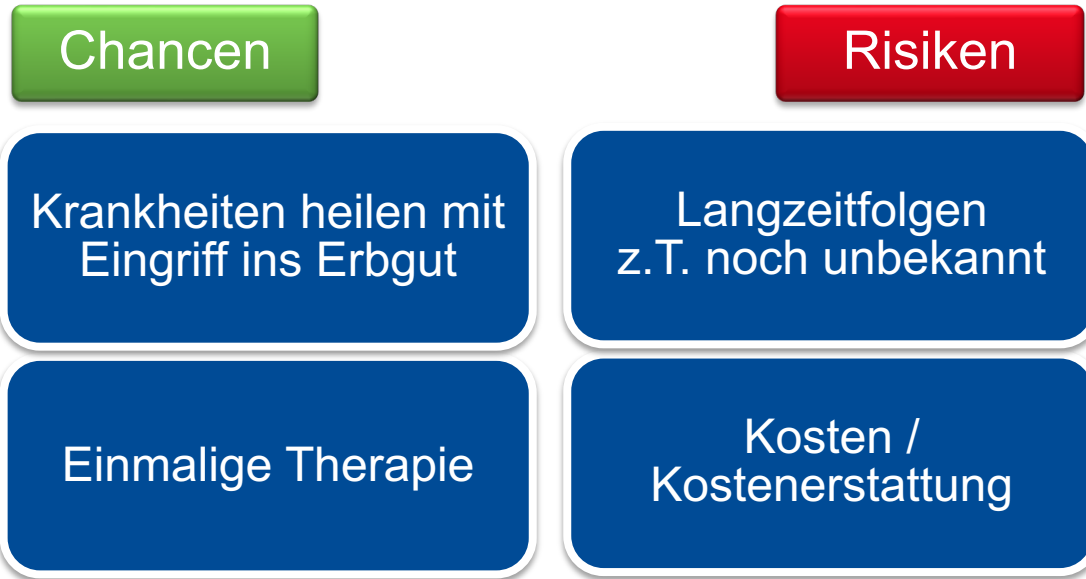 Chancen
Risiken
Krankheiten heilen mit
Eingriff ins Erbgut
Langzeitfolgen
z.T. noch unbekannt
Einmalige Therapie
Kosten /
Kostenerstattung